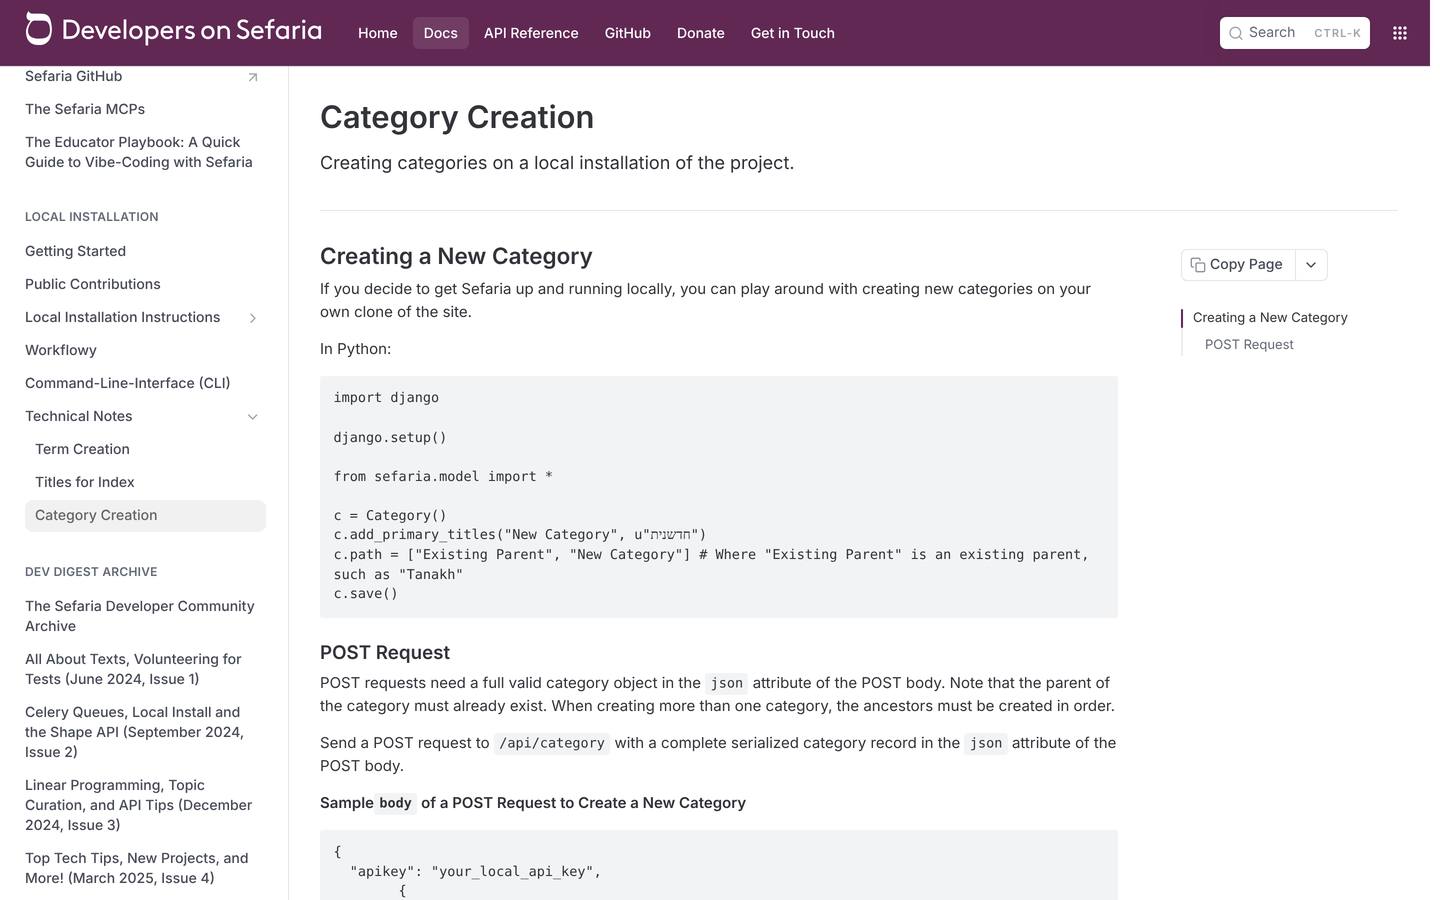 Developers on Sefaria
Home
Docs
API Reference
GitHub
Donate
Get in Touch
Search
CTRL-K
Sefaria GitHub
The Sefaria MCPs
The Educator Playbook: A Quick
Guide to Vibe-Coding with Sefaria
LOCAL INSTALLATION
Getting Started
Public Contributions
Local Installation Instructions
Workflowy
Command-Line-Interface (CLI)
Technical Notes
Term Creation
Titles for Index
Category Creation
DEV DIGEST ARCHIVE
The Sefaria Developer Community
Archive
All About Texts, Volunteering for
Tests (June 2024, Issue 1)
Celery Queues, Local Install and
the Shape API (September 2024,
Issue 2)
Linear Programming, Topic
Curation, and API Tips (December
2024, Issue 3)
Top Tech Tips, New Projects, and
More! (March 2025, Issue 4)
Category Creation
Creating categories on a local installation of the project.
Creating a New Category
If you decide to get Sefaria up and running locally, you can play around with creating new categories on your
own clone of the site.
In Python:
import django
django.setup()
from sefaria.model import *
c = Category()
c.add_primary_titles("New Category", u"חדשנית")
c.path = ["Existing Parent", "New Category"] # Where "Existing Parent" is an existing parent,
such as "Tanakh"
c.save()
POST Request
POST requests need a full valid category object in the json attribute of the POST body. Note that the parent of
the category must already exist. When creating more than one category, the ancestors must be created in order.
Send a POST request to /api/category with a complete serialized category record in the json attribute of the
POST body.
Sample body of a POST Request to Create a New Category
{
"apikey": "your_local_api_key",
{
Copy Page
Creating a New Category
POST Request